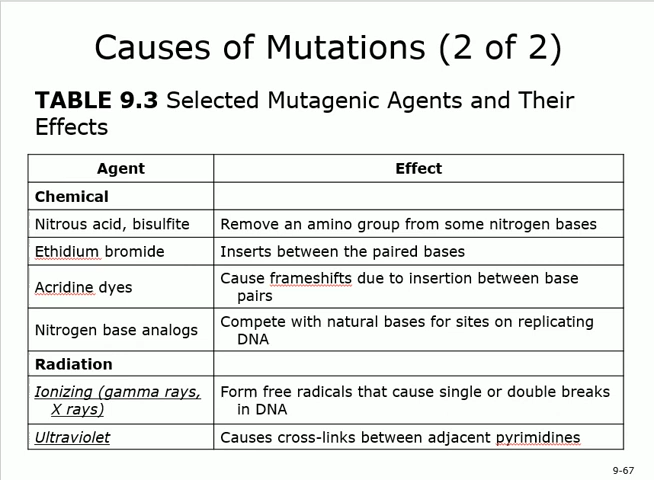 Causes of Mutations (2 of 2)
TABLE 9.3 Selected Mutagenic Agents and Their
Effects
Agent Effect
Chemical
Nitrous acid, bisulfite Remove an amino group from some nitrogen bases
Ethidium bromide Inserts between the paired bases
Acridine dyes Cause frameshifts due to insertion between base
pairs
Nitrogen base analogs Compete with natural bases for sites on replicating
DNA
Radiation
Ionizing (gamma rays, Form free radicals that cause single or double breaks
X rays) in DNA
Ultraviolet Causes cross-links between adjacent pyrimidines
9-67